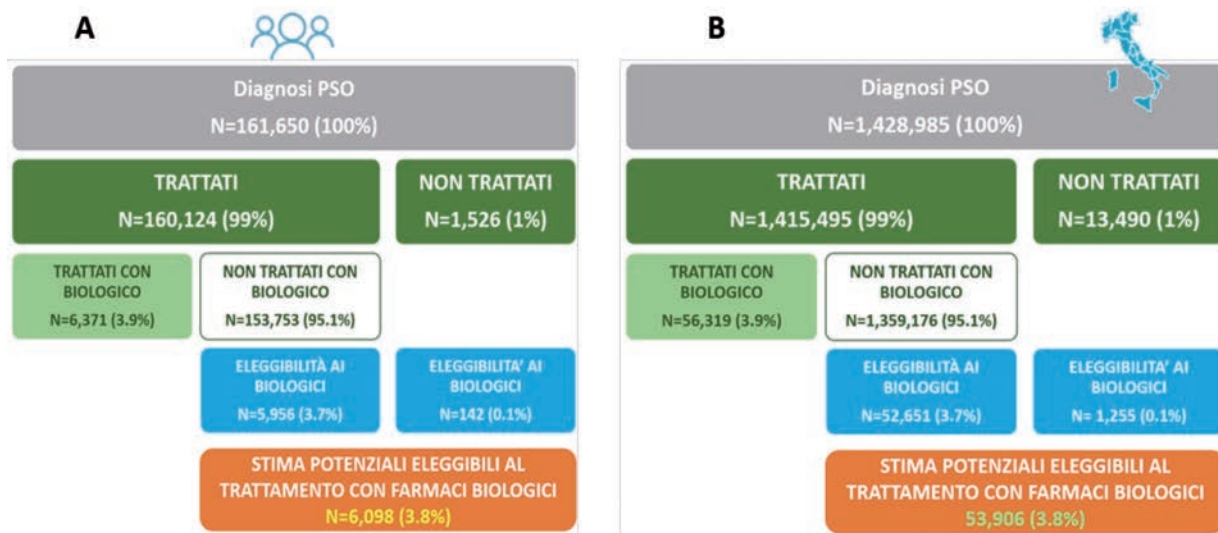 A
Diagnosi PSO
N=161,650 (100%)
TRATTATI
N=160,124 (99%)
NON TRATTATI
N=1,526 (1%)
TRATTATI CON
BIOLOGICO
N=6,371 (3.9%)
NON TRATTATI CON
BIOLOGICO
N=153,753 (95.1%)
ELEGGIBILITÀ AI
BIOLOGICI
N=5,956 (3.7%)
ELEGGIBILITA’ AI
BIOLOGICI
N=142 (0.1%)
STIMA POTENZIALI ELEGGIBILI AL
TRATTAMENTO CON FARMACI BIOLOGICI
N=6,098 (3.8%)
B
Diagnosi PSO
N=1,428,985 (100%)
TRATTATI
N=1,415,495 (99%)
NON TRATTATI
N=13,490 (1%)
TRATTATI CON
BIOLOGICO
N=56,319 (3.9%)
NON TRATTATI CON
BIOLOGICO
N=1,359,176 (95.1%)
ELEGGIBILITÀ AI
BIOLOGICI
N=52,651 (3.7%)
ELEGGIBILITA’ AI
BIOLOGICI
N= 1,255 (0.1%)
STIMA POTENZIALI ELEGGIBILI AL
TRATTAMENTO CON FARMACI BIOLOGICI
53,906 (3.8%)